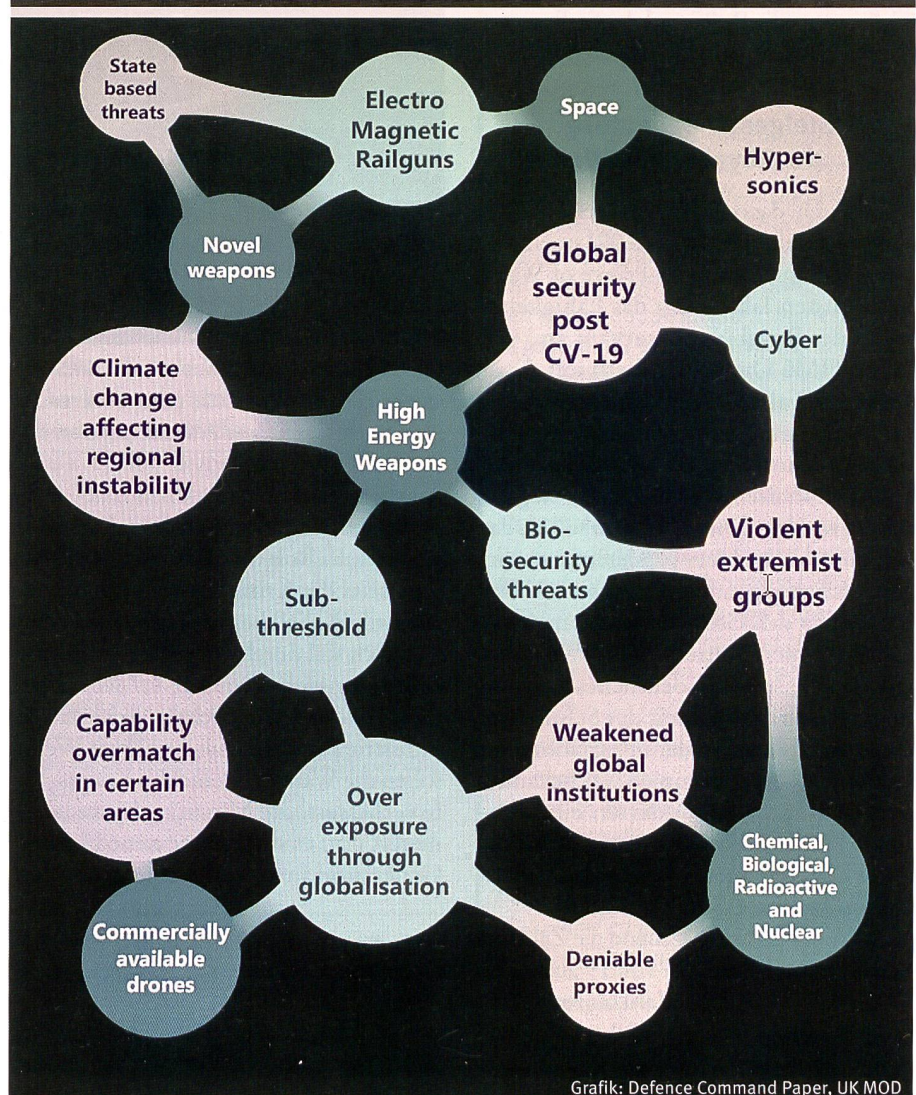 State
based
threats
Electro
Magnetic
Railguns
Space
Hyper-
sonics
Novel
weapons
Global
security
post
CV-19
Cyber
Climate
change
affecting
regional
instability
High
Energy
Weapons
Bio-
security
threats
Violent
extremist
groups
Sub-
threshold
Capability
overmatch
in certain
areas
Weakened
global
institutions
Over
exposure
through
globalisation
Chemical,
Biological,
Radioactive
and
Nuclear
Commercially
available
drones
Deniable
proxies
Grafik: Defence Command Paper, UK MOD